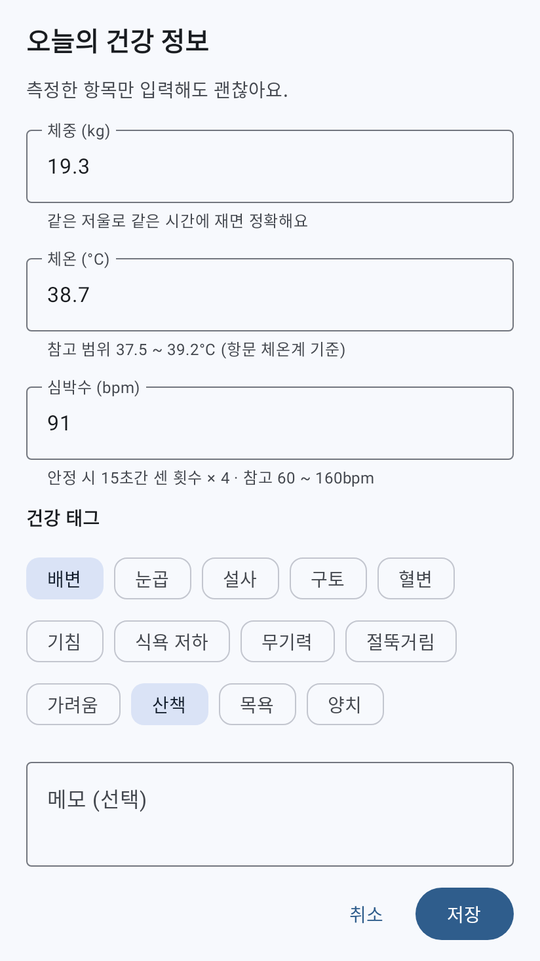 오늘의 건강 정보
측정한 항목만 입력해도 괜찮아요.
체중 (kg)
19.3
같은 저울로 같은 시간에 재면 정확해요
체온 (°C)
38.7
참고 범위 37.5 ~ 39.2°C (항문 체온계 기준)
심박수 (bpm)
91
안정 시 15초간 센 횟수 × 4 · 참고 60 ~ 160bpm
건강 태그
배변 눈곱 설사 구토 혈변
기침 식욕 저하 무기력 절뚝거림
가려움 산책 목욕 양치
메모 (선택)
취소 저장